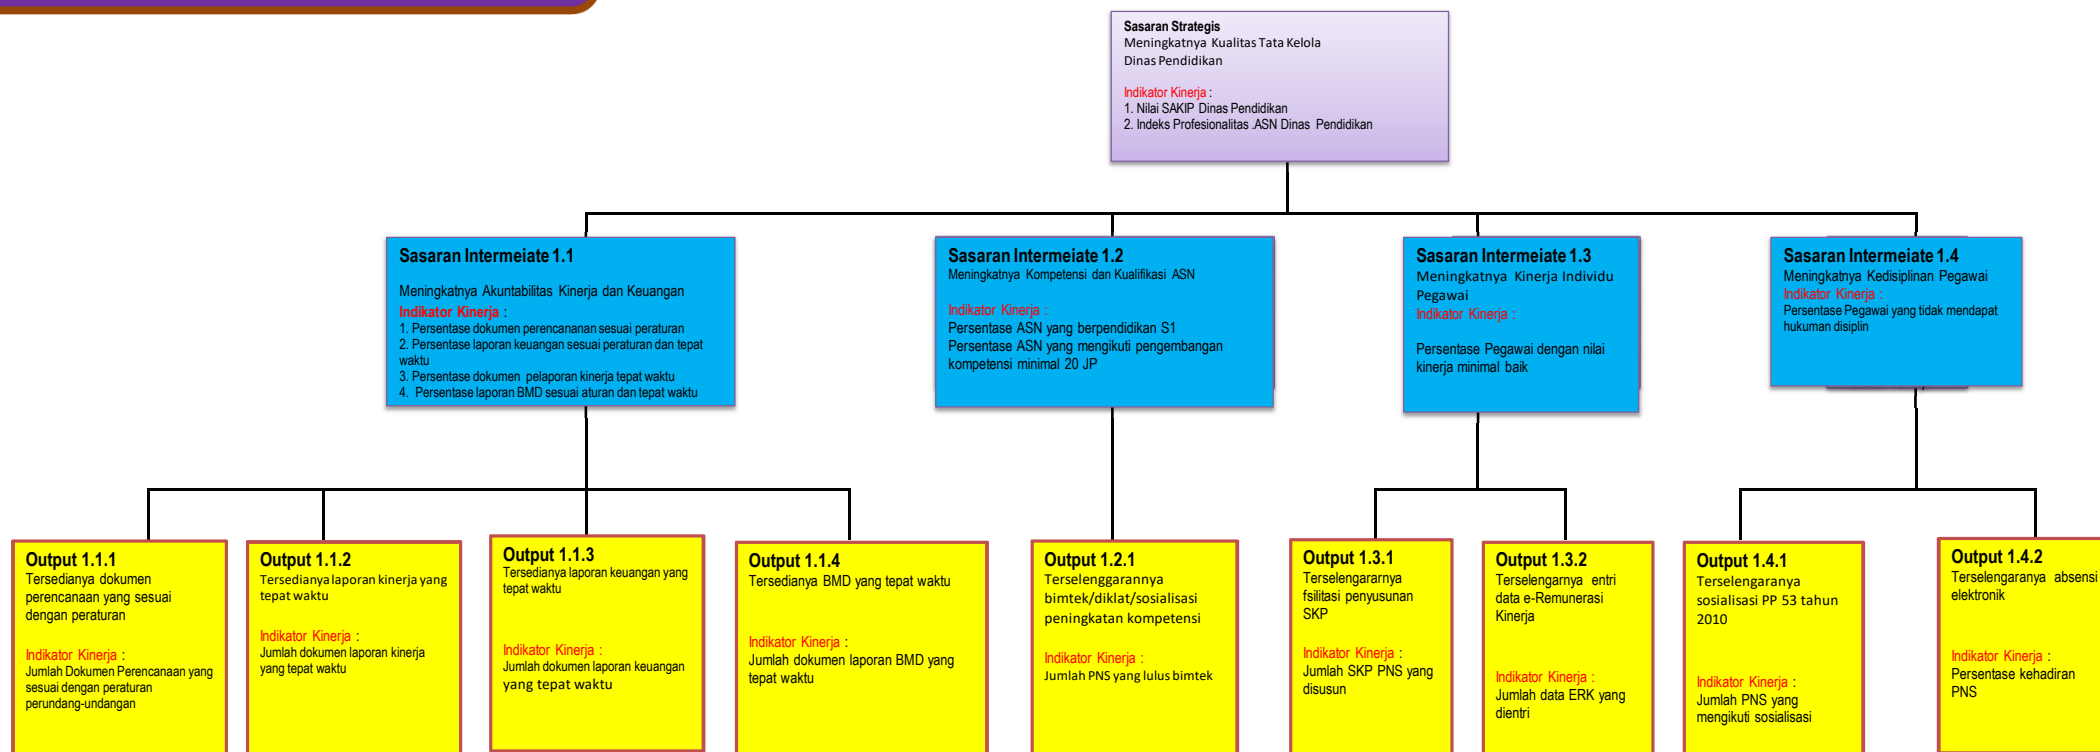 Sasaran Strategis
Meningkatnya Kualitas Tata Kelola
Dinas Pendidikan
Indikator Kinerja :
1. Nilai SAKIP Dinas Pendidikan
2. Indeks Profesionalitas .ASN Dinas Pendidikan
Sasaran Intermeiate 1.1
Meningkatnya Akuntabilitas Kinerja dan Keuangan
Indikator Kinerja :
1. Persentase dokumen perencananan sesuai peraturan
2. Persentase laporan keuangan sesuai peraturan dan tepat
waktu
3. Persentase dokumen pelaporan kinerja tepat waktu
4. Persentase laporan BMD sesuai aturan dan tepat waktu
Sasaran Intermeiate 1.2
Meningkatnya Kompetensi dan Kualifikasi ASN
Indikator Kinerja :
Persentase ASN yang berpendidikan S1
Persentase ASN yang mengikuti pengembangan
kompetensi minimal 20 JP
Sasaran Intermeiate 1.3
Meningkatnya Kinerja Individu
Pegawai
Indikator Kinerja :
Persentase Pegawai dengan nilai
kinerja minimal baik
Sasaran Intermeiate 1.4
Meningkatnya Kedisiplinan Pegawai
Indikator Kinerja :
Persentase Pegawai yang tidak mendapat
hukuman disiplin
Output 1.1.1
Tersedianya dokumen
perencanaan yang sesuai
dengan peraturan
Indikator Kinerja :
Jumlah Dokumen Perencanaan yang
sesuai dengan peraturan
perundang-undangan
Output 1.1.2
Tersedianya laporan kinerja yang
tepat waktu
Indikator Kinerja :
Jumlah dokumen laporan kinerja
yang tepat waktu
Output 1.1.3
Tersedianya laporan keuangan yang
tepat waktu
Indikator Kinerja :
Jumlah dokumen laporan keuangan
yang tepat waktu
Output 1.1.4
Tersedianya BMD yang tepat waktu
Indikator Kinerja :
Jumlah dokumen laporan BMD yang
tepat waktu
Output 1.2.1
Terselenggarannya
bimtek/diklat/sosialisasi
peningkatan kompetensi
Indikator Kinerja :
Jumlah PNS yang lulus bimtek
Output 1.3.1
Terselengararnya
fsilitasi penyusunan
SKP
Indikator Kinerja :
Jumlah SKP PNS yang
disusun
Output 1.3.2
Terselengarnya entri
data e-Remunerasi
Kinerja
Indikator Kinerja :
Jumlah data ERK yang
dientri
Output 1.4.1
Terselengaranya
sosialisasi PP 53 tahun
2010
Indikator Kinerja :
Jumlah PNS yang
mengikuti sosialisasi
Output 1.4.2
Terselengaranya absensi
elektronik
Indikator Kinerja :
Persentase kehadiran
PNS